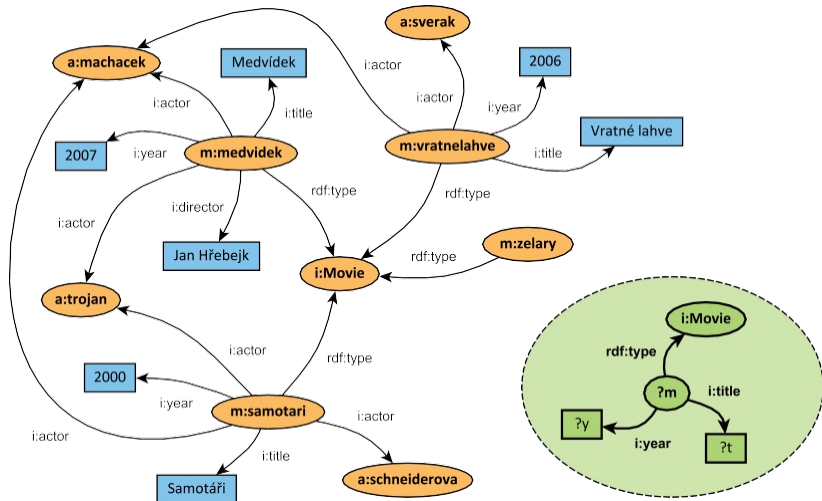 a:sverak
a:machacek
Medvídek
i:actor
2006
i:actor
i:actor
i:title
i:year
2007
i:year
m:medvidek
m:vratnelahve
Vratné lahve
i:title
rdf:type
rdf:type
i:actor
i:director
Jan Hřebejk
rdf:type
m:zelary
i:Movie
a:trojan
i:Movie
i:actor
rdf:type
rdf:type
2000
i:year
?m
i:title
m:samotari
i:actor
?y
i:year
?t
i:actor
i:title
Samotáři
a:schneiderova